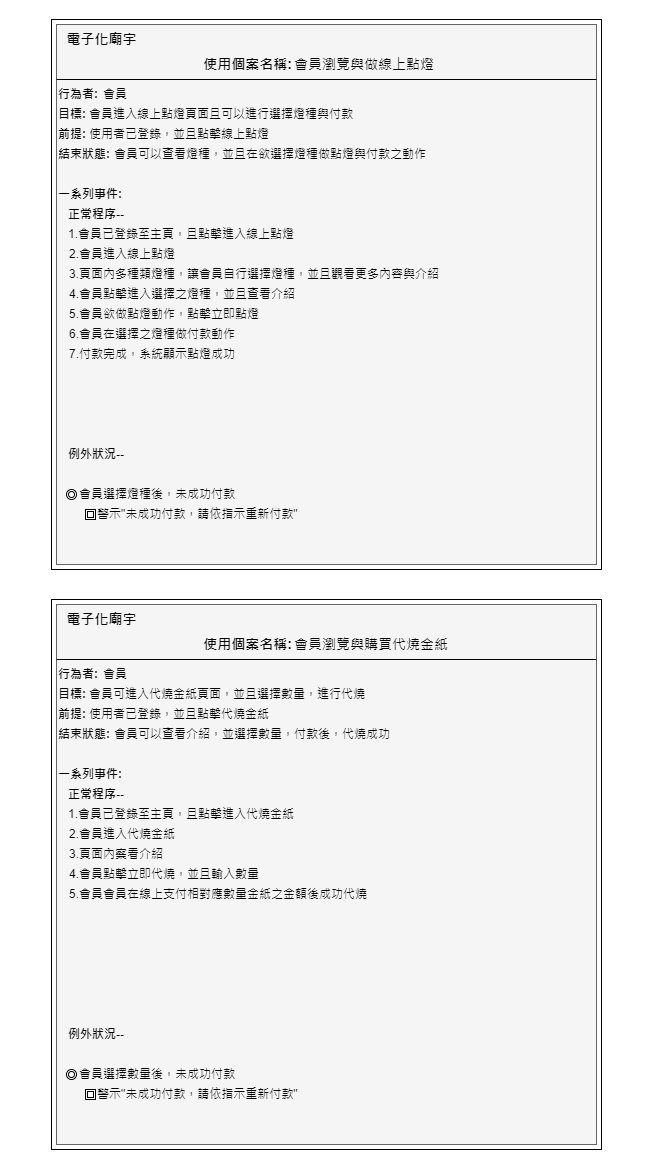 電子化廟宇
使用個案名稱: 會員瀏覽與做線上點燈
行為者: 會員
目標: 會員進入線上點燈頁面且可以進行選擇燈種與付款
前提: 使用者已登錄，並且點擊線上點燈
結束狀態: 會員可以查看燈種，並且在欲選擇燈種做點燈與付款之動作
一系列事件:
正常程序--
1.會員已登錄至主頁，且點擊進入線上點燈
2.會員進入線上點燈
3.頁面內多種類燈種，讓會員自行選擇燈種，並且觀看更多內容與介紹
4.會員點擊進入選擇之燈種，並且查看介紹
5.會員欲做點燈動作，點擊立即點燈
6.會員在選擇之燈種做付款動作
7.付款完成，系統顯示點燈成功
例外狀況--
◎會員選擇燈種後，未成功付款
回警示"未成功付款，請依指示重新付款"
電子化廟宇
使用個案名稱: 會員瀏覽與購買代燒金紙
行為者: 會員
目標: 會員可進入代燒金紙頁面，並且選擇數量，進行代燒
前提: 使用者已登錄，並且點擊代燒金紙
結束狀態: 會員可以查看介紹，並選擇數量，付款後，代燒成功
一系列事件:
正常程序--
1.會員已登錄至主頁，且點擊進入代燒金紙
2.會員進入代燒金紙
3.頁面內察看介紹
4.會員點擊立即代燒，並且輸入數量
5.會員會員在線上支付相對應數量金紙之金額後成功代燒
例外狀況--
◎會員選擇數量後，未成功付款
回警示"未成功付款，請依指示重新付款"